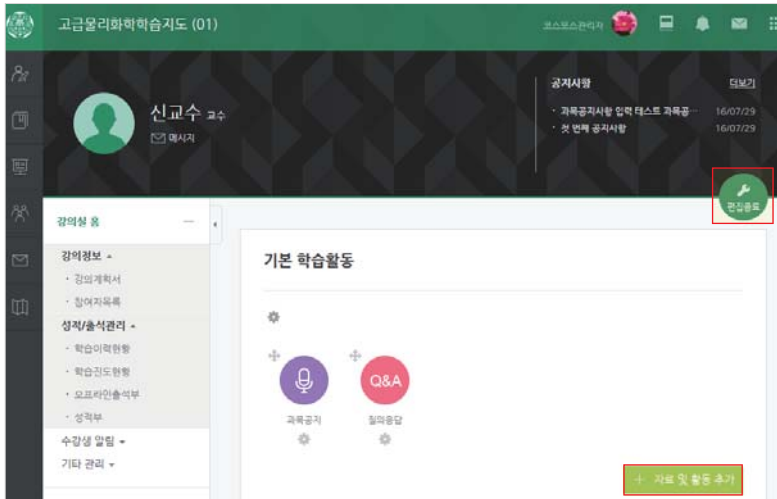 고급물리화학학습지도 (01)
코스모스관리자
신교수 교수
메시지
공지사항
더보기
· 과목공지사항 입력 테스트 과목공…
16/07/29
· 첫 번째 공지사항
16/07/29
편집종료
강의실 홈
강의정보
· 강의계획서
· 참여자목록
성적/출석관리
· 학습이력현황
· 학습진도현황
· 오프라인출석부
· 성적부
수강생 알림
기타 관리
기본 학습활동
Q&A
과목공지
질의응답
+ 자료 및 활동 추가